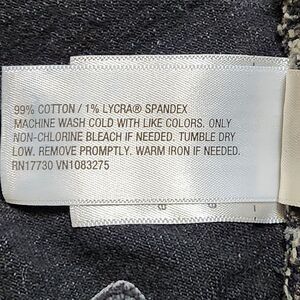 99% COTTON / 1% LYCRA® SPANDEX
MACHINE WASH COLD WITH LIKE COLORS. ONLY
NON-CHLORINE BLEACH IF NEEDED. TUMBLE DRY
LOW. REMOVE PROMPTLY. WARM IRON IF NEEDED.
RN17730 VN1083275